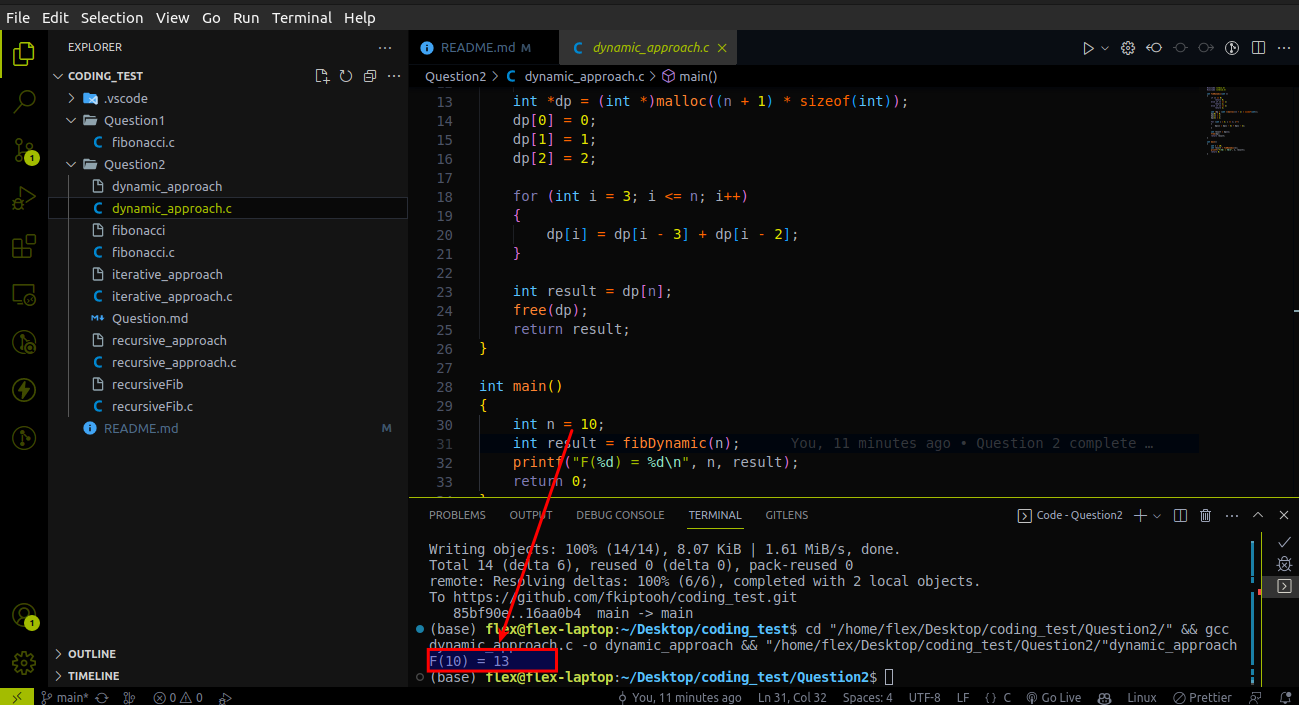 File Edit Selection View Go Run Terminal Help
EXPLORER
CODING_TEST
.vscode
Question1
fibonacci.c
Question2
dynamic_approach
dynamic_approach.c
fibonacci
fibonacci.c
iterative_approach
iterative_approach.c
Question.md
recursive_approach
recursive_approach.c
recursiveFib
recursiveFib.c
README.md M
OUTLINE
TIMELINE
1
1
README.md M
dynamic_approach.c
Question2 > dynamic_approach.c > main()
13 int *dp = (int *)malloc((n + 1) * sizeof(int));
14 dp[0] = 0;
15 dp[1] = 1;
16 dp[2] = 2;
17
18 for (int i = 3; i <= n; i++)
19 {
20 dp[i] = dp[i - 3] + dp[i - 2];
21 }
22
23 int result = dp[n];
24 free(dp);
25 return result;
26 }
27
28 int main()
29 {
30 int n = 10;
31 int result = fibDynamic(n); You, 11 minutes ago • Question 2 complete …
32 printf("F(%d) = %d\n", n, result);
33 return 0;
PROBLEMS OUTPUT DEBUG CONSOLE TERMINAL GITLENS
Code - Question2
Writing objects: 100% (14/14), 8.07 KiB | 1.61 MiB/s, done.
Total 14 (delta 6), reused 0 (delta 0), pack-reused 0
remote: Resolving deltas: 100% (6/6), completed with 2 local objects.
To https://github.com/fkiptooh/coding_test.git
85bf90e..16aa0b4 main -> main
(base) flex@flex-laptop:~/Desktop/coding_test$ cd "/home/flex/Desktop/coding_test/Question2/" && gcc
dynamic_approach.c -o dynamic_approach && "/home/flex/Desktop/coding_test/Question2/"dynamic_approach
F(10) = 13
(base) flex@flex-laptop:~/Desktop/coding_test/Question2$
main* 0 0 You, 11 minutes ago Ln 31, Col 32 Spaces: 4 UTF-8 LF {} C Go Live Linux Prettier